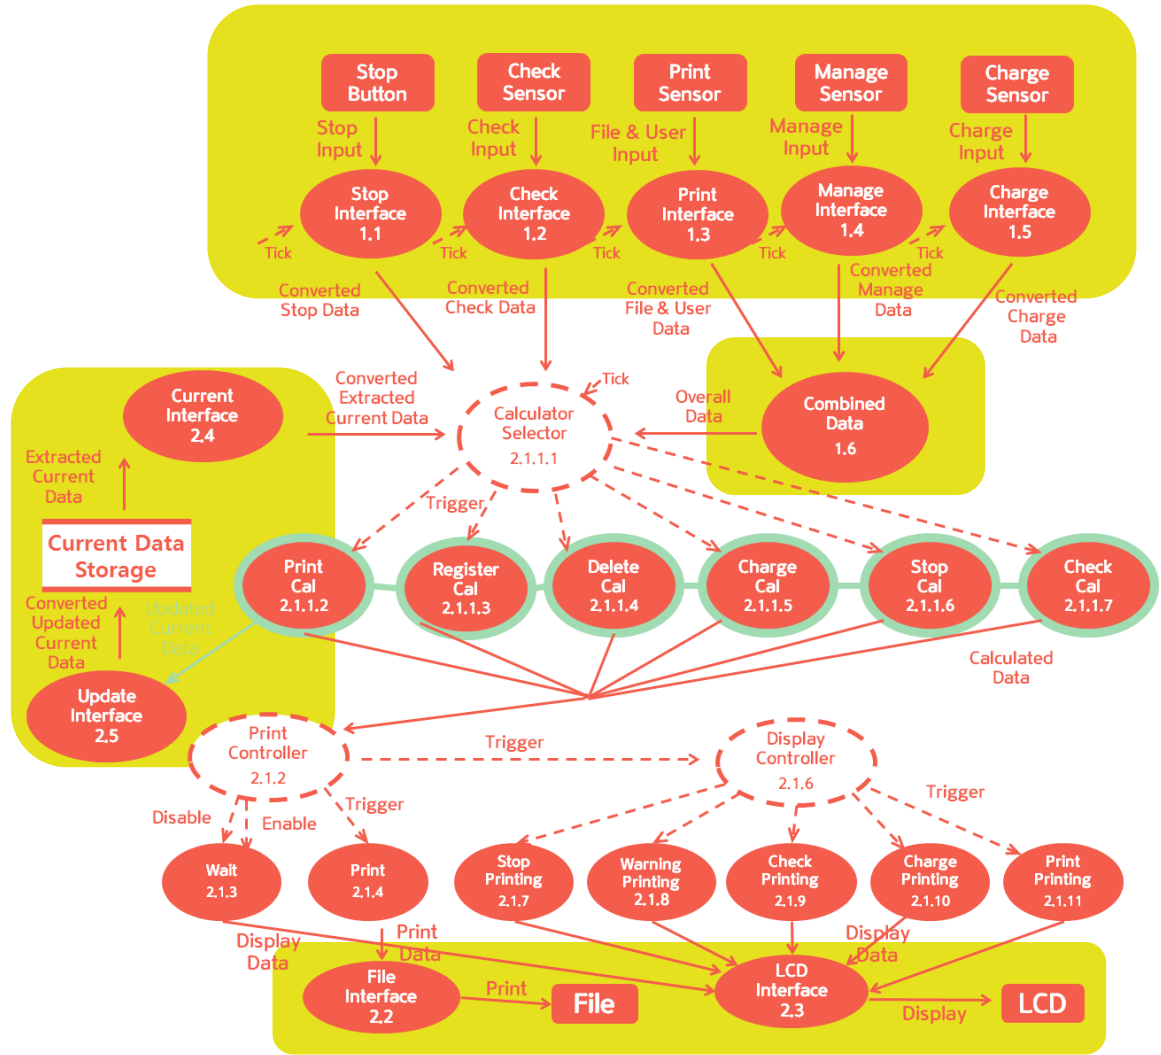 Stop
Button
Check
Sensor
Print
Sensor
Manage
Sensor
Charge
Sensor
Stop
Input
Check
Input
File & User
Input
Manage
Input
Charge
Input
Stop
Interface
1.1
Check
Interface
1.2
Print
Interface
1.3
Manage
Interface
1.4
Charge
Interface
1.5
Tick
Tick
Tick
Tick
Tick
Converted
Stop Data
Converted
Check Data
Converted
File & User
Data
Converted
Manage
Data
Converted
Charge
Data
Current
Interface
2.4
Converted
Extracted
Current Data
Tick
Calculator
Selector
2.1.1.1
Overall
Data
Combined
Data
1.6
Extracted
Current
Data
Trigger
Current Data
Storage
Print
Cal
2.1.1.2
Register
Cal
2.1.1.3
Delete
Cal
2.1.1.4
Charge
Cal
2.1.1.5
Stop
Cal
2.1.1.6
Check
Cal
2.1.1.7
Converted
Updated
Current
Data
Updated
Current
Data
Calculated
Data
Update
Interface
2.5
Print
Controller
2.1.2
Trigger
Display
Controller
2.1.6
Disable
Enable
Trigger
Trigger
Wait
2.1.3
Print
2.1.4
Stop
Printing
2.1.7
Warning
Printing
2.1.8
Check
Printing
2.1.9
Charge
Printing
2.1.10
Print
Printing
2.1.11
Display
Data
Print
Data
Display
Data
File
Interface
2.2
Print
File
LCD
Interface
2.3
Display
LCD